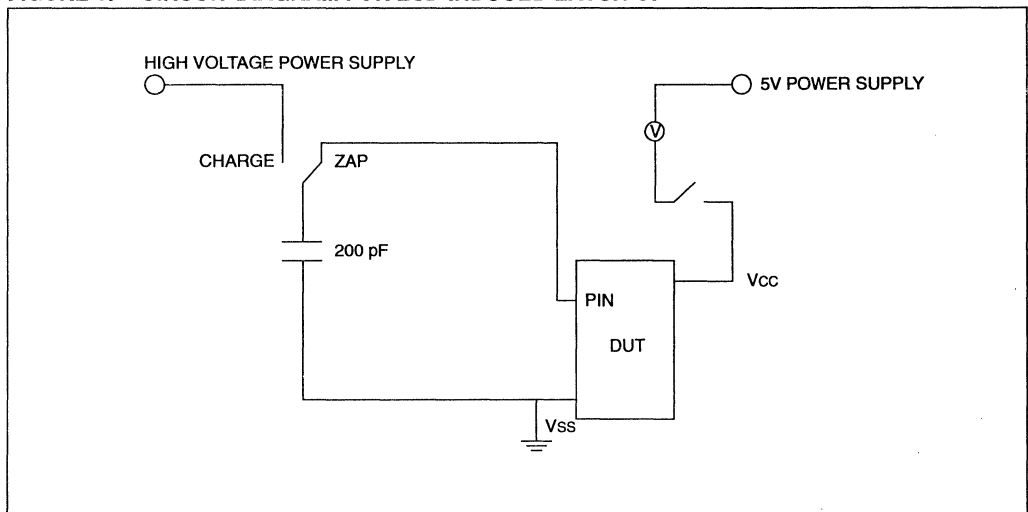 HIGH VOLTAGE POWER SUPPLY
5V POWER SUPPLY
V
CHARGE
ZAP
200 pF
VCC
PIN
DUT
VSS